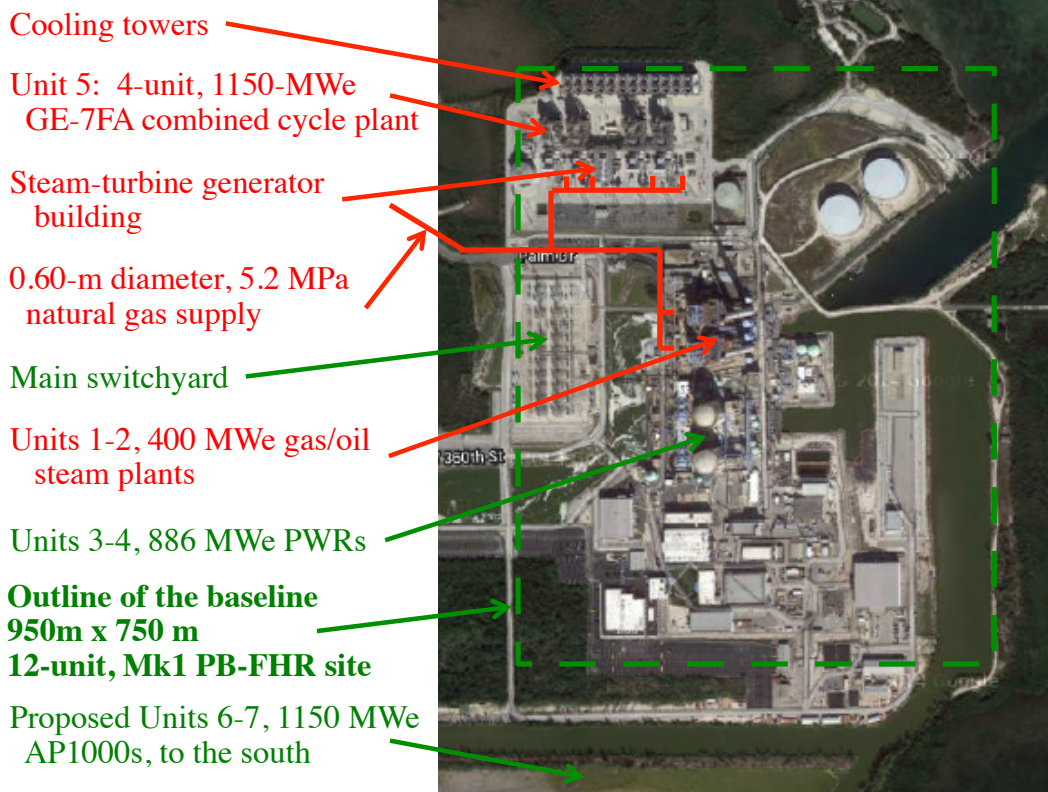 Cooling towers
Unit 5: 4-unit, 1150-MWe
GE-7FA combined cycle plant
Steam-turbine generator
building
0.60-m diameter, 5.2 MPa
natural gas supply
Main switchyard
Units 1-2, 400 MWe gas/oil
steam plants
Units 3-4, 886 MWe PWRs
Outline of the baseline
950m x 750 m
12-unit, Mk1 PB-FHR site
Proposed Units 6-7, 1150 MWe
AP1000s, to the south
Palm Dr
360th St
Google
Google